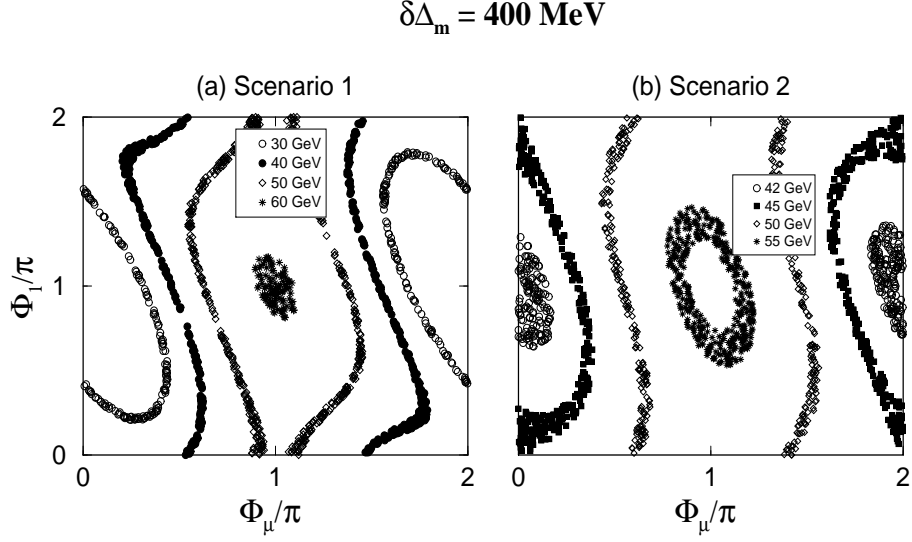 δΔm = 400 MeV
(a) Scenario 1
(b) Scenario 2
2
1
0
Φ1/π
30 GeV
40 GeV
50 GeV
60 GeV
0
1
2
Φμ/π
2
1
0
42 GeV
45 GeV
50 GeV
55 GeV
0
1
2
Φμ/π